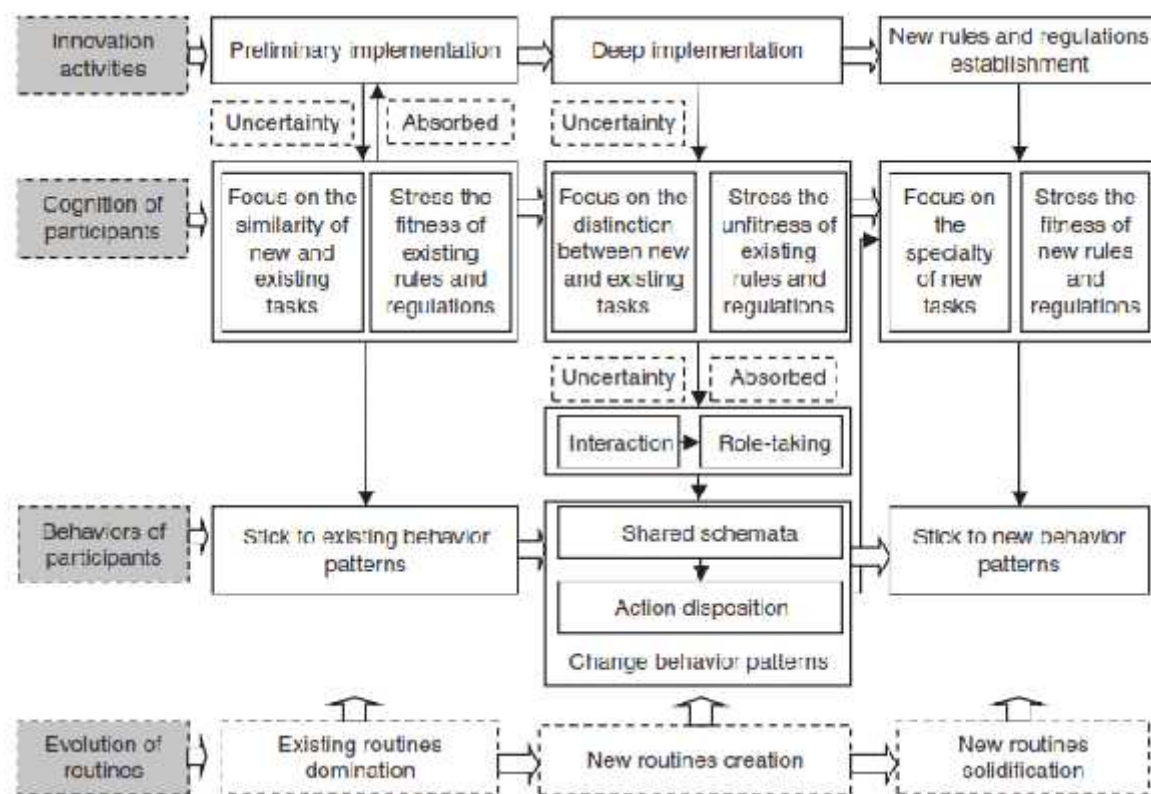 Innovation
activities
Preliminary implementation
Deep implementation
New rules and regulations
establishment
Uncertainty
Absorbed
Uncertainty
Cognition of
participants
Focus on the
similarity of
new and
existing
tasks
Stress the
fitness of
existing
rules and
regulations
Focus on the
distinction
between new
and existing
tasks
Stress the
unfitness of
existing
rules and
regulations
Focus on
the
specialty
of new
tasks
Stress the
fitness of
new rules
and
regulations
Uncertainty
Absorbed
Interaction
Role-taking
Behaviors of
participants
Stick to existing behavior
patterns
Shared schemata
Action disposition
Change behavior patterns
Stick to new behavior
patterns
Evolution of
routines
Existing routines
domination
New routines creation
New routines
solidification